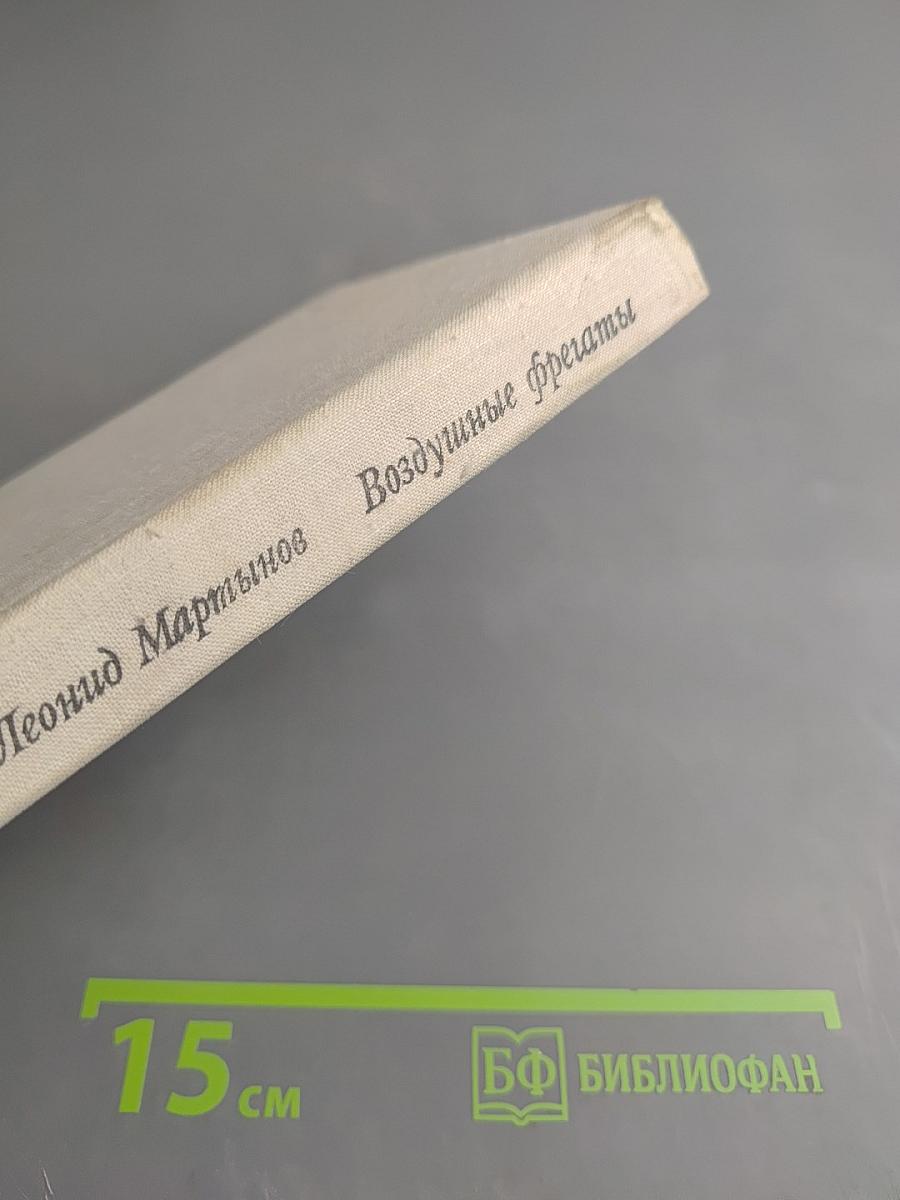 Леонид Мартынов Воздушные фрегаты
15 см
БФ БИБЛИОФАН